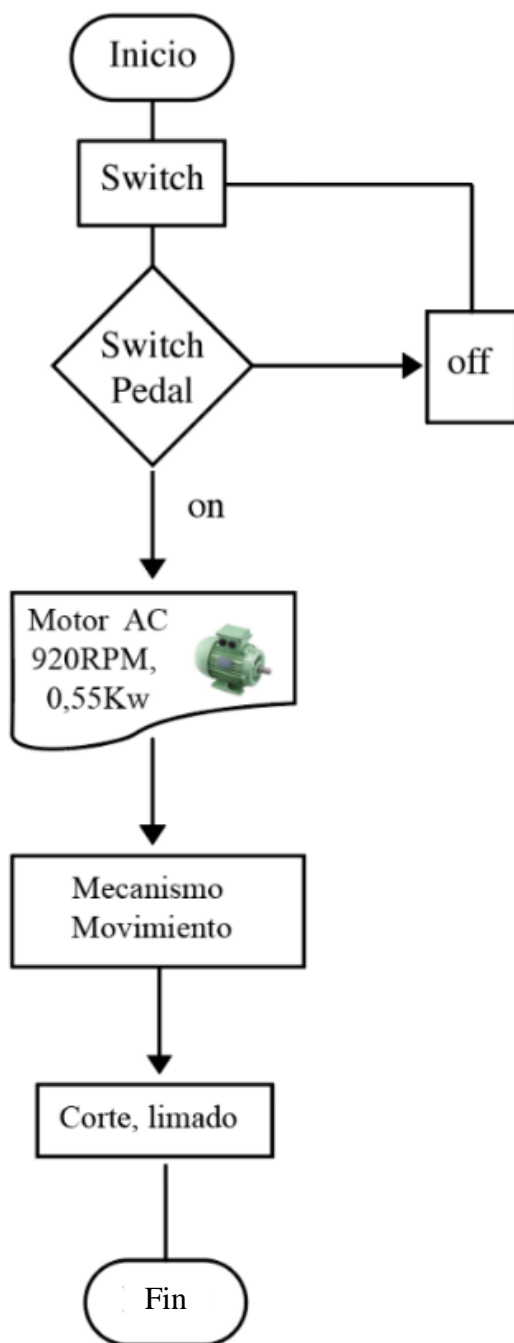 Inicio
Switch
Switch
Pedal
off
on
Motor AC
920RPM,
0,55Kw
Mecanismo
Movimiento
Corte, limado
Fin